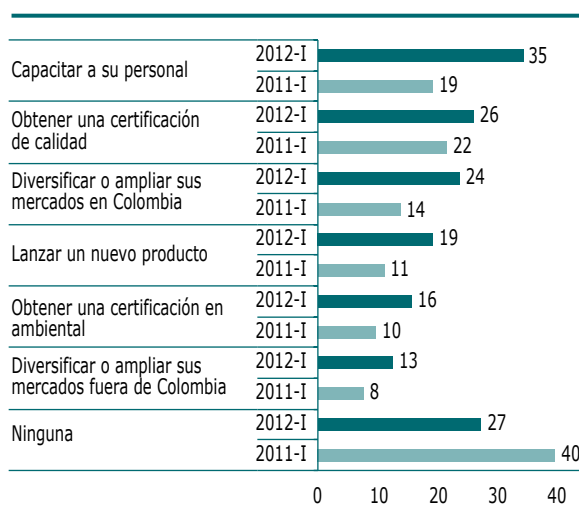 Capacitar a su personal
2012-I 35
2011-I 19
Obtener una certificación
de calidad
2012-I 26
2011-I 22
Diversificar o ampliar sus
mercados en Colombia
2012-I 24
2011-I 14
Lanzar un nuevo producto
2012-I 19
2011-I 11
Obtener una certificación en
ambiental
2012-I 16
2011-I 10
Diversificar o ampliar sus
mercados fuera de Colombia
2012-I 13
2011-I 8
Ninguna
2012-I 27
2011-I 40
0 10 20 30 40